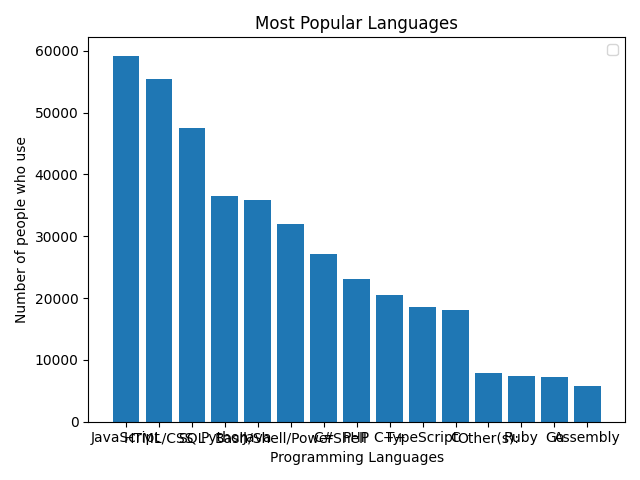 Most Popular Languages
Number of people who use
60000
50000
40000
30000
20000
10000
0
JavaScript HTML/CSS SQL Python Java Bash/Shell/PowerShell C# PHP C++ TypeScript C Other(s): Ruby Go Assembly
Programming Languages